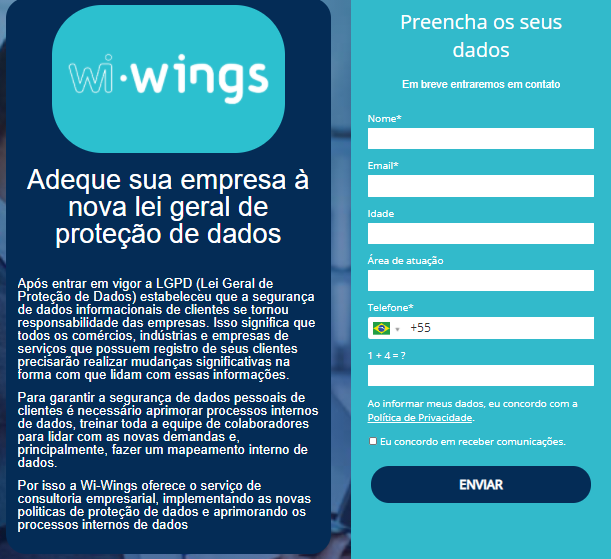 wi·wings
Adeque sua empresa à
nova lei geral de
proteção de dados
Após entrar em vigor a LGPD (Lei Geral de
Proteção de Dados) estabeleceu que a segurança
de dados informacionais de clientes se tornou
responsabilidade das empresas. Isso significa que
todos os comércios, indústrias e empresas de
serviços que possuem registro de seus clientes
precisarão realizar mudanças significativas na
forma com que lidam com essas informações.
Para garantir a segurança de dados pessoais de
clientes é necessário aprimorar processos internos
de dados, treinar toda a equipe de colaboradores
para lidar com as novas demandas e,
principalmente, fazer um mapeamento interno de
dados.
Por isso a Wi-Wings oferece o serviço de
consultoria empresarial, implementando as novas
politicas de proteção de dados e aprimorando os
processos internos de dados
Preencha os seus
dados
Em breve entraremos em contato
Nome*
Email*
Idade
Área de atuação
Telefone*
+55
1 + 4 = ?
Ao informar meus dados, eu concordo com a
Política de Privacidade.
Eu concordo em receber comunicações.
ENVIAR